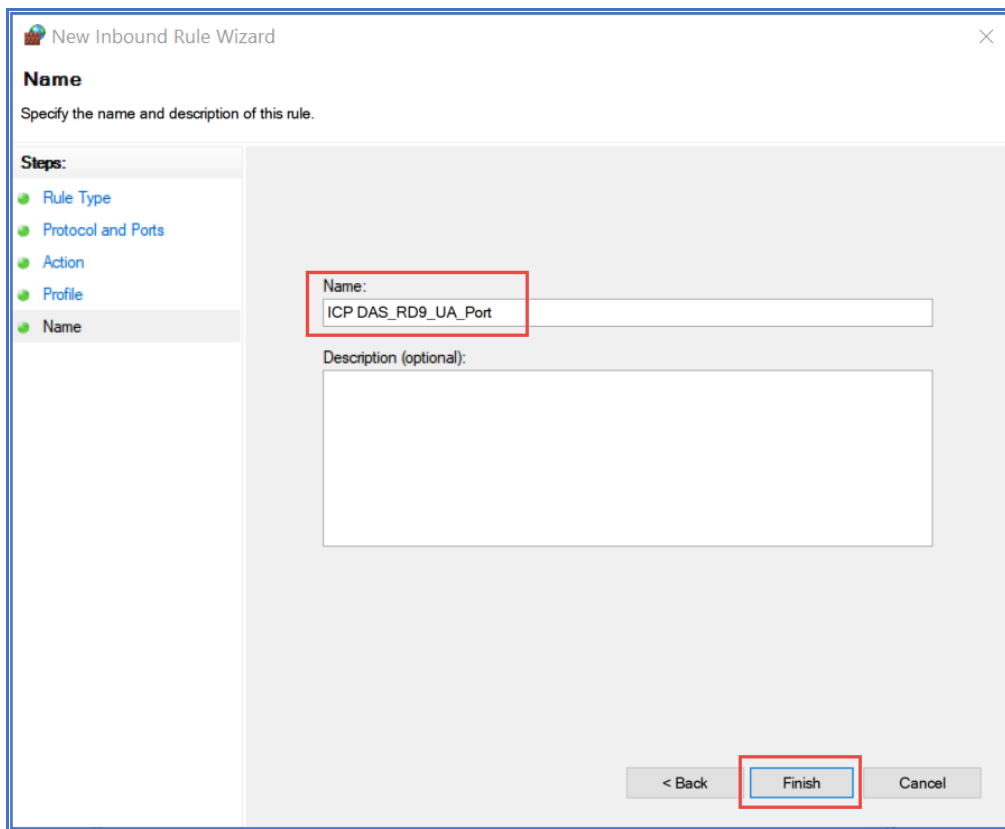 New Inbound Rule Wizard
Name
Specify the name and description of this rule.
Steps:
Rule Type
Protocol and Ports
Action
Profile
Name
Name:
ICP DAS_RD9_UA_Port
Description (optional):
< Back
Finish
Cancel